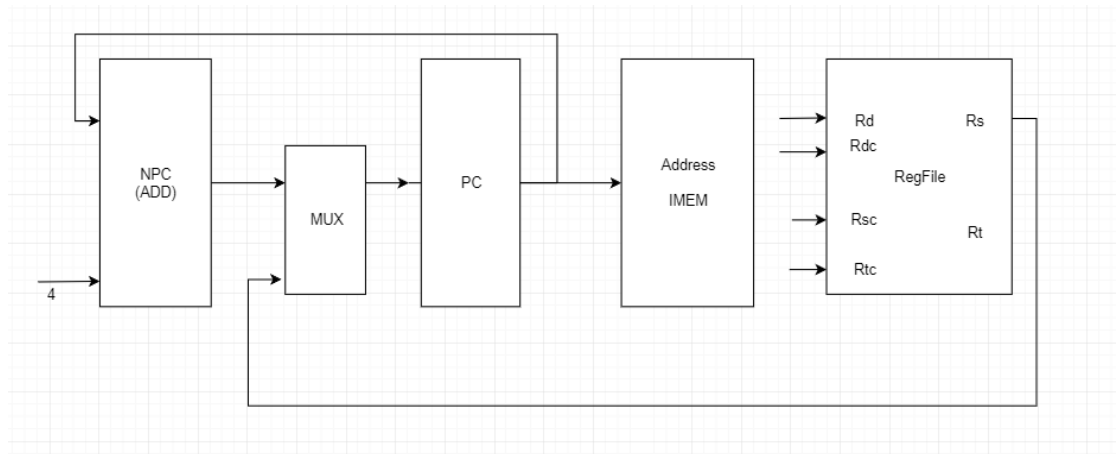 NPC
(ADD)
4
MUX
PC
Address
IMEM
Rd
Rs
Rdc
RegFile
Rsc
Rt
Rtc